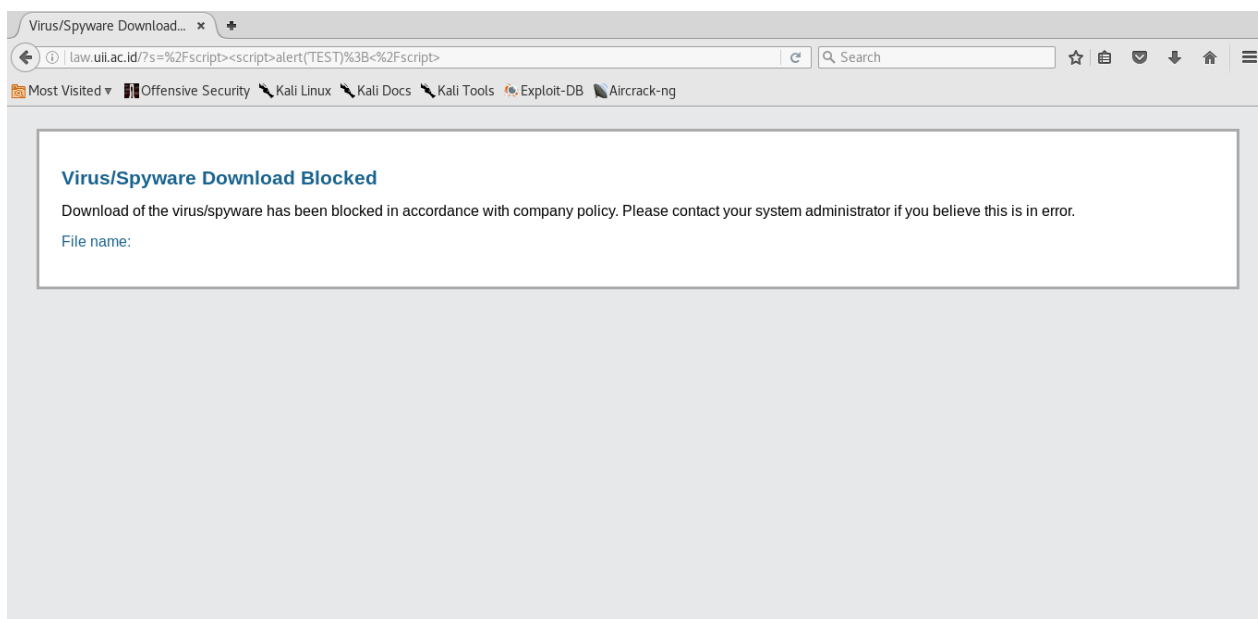 Virus/Spyware Download...
law.uii.ac.id/?s=%2Fscript><script>alert('TEST)%3B<%2Fscript>
Search
Most Visited Offensive Security Kali Linux Kali Docs Kali Tools Exploit-DB Aircrack-ng
Virus/Spyware Download Blocked
Download of the virus/spyware has been blocked in accordance with company policy. Please contact your system administrator if you believe this is in error.
File name: